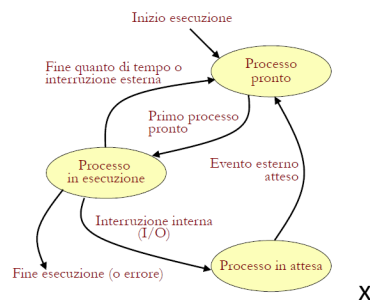 Inizio esecuzione
Fine quanto di tempo o
interruzione esterna
Processo
pronto
Primo processo
pronto
Processo
in esecuzione
Evento esterno
atteso
Interruzione interna
(I/O)
Fine esecuzione (o errore)
Processo in attesa
x